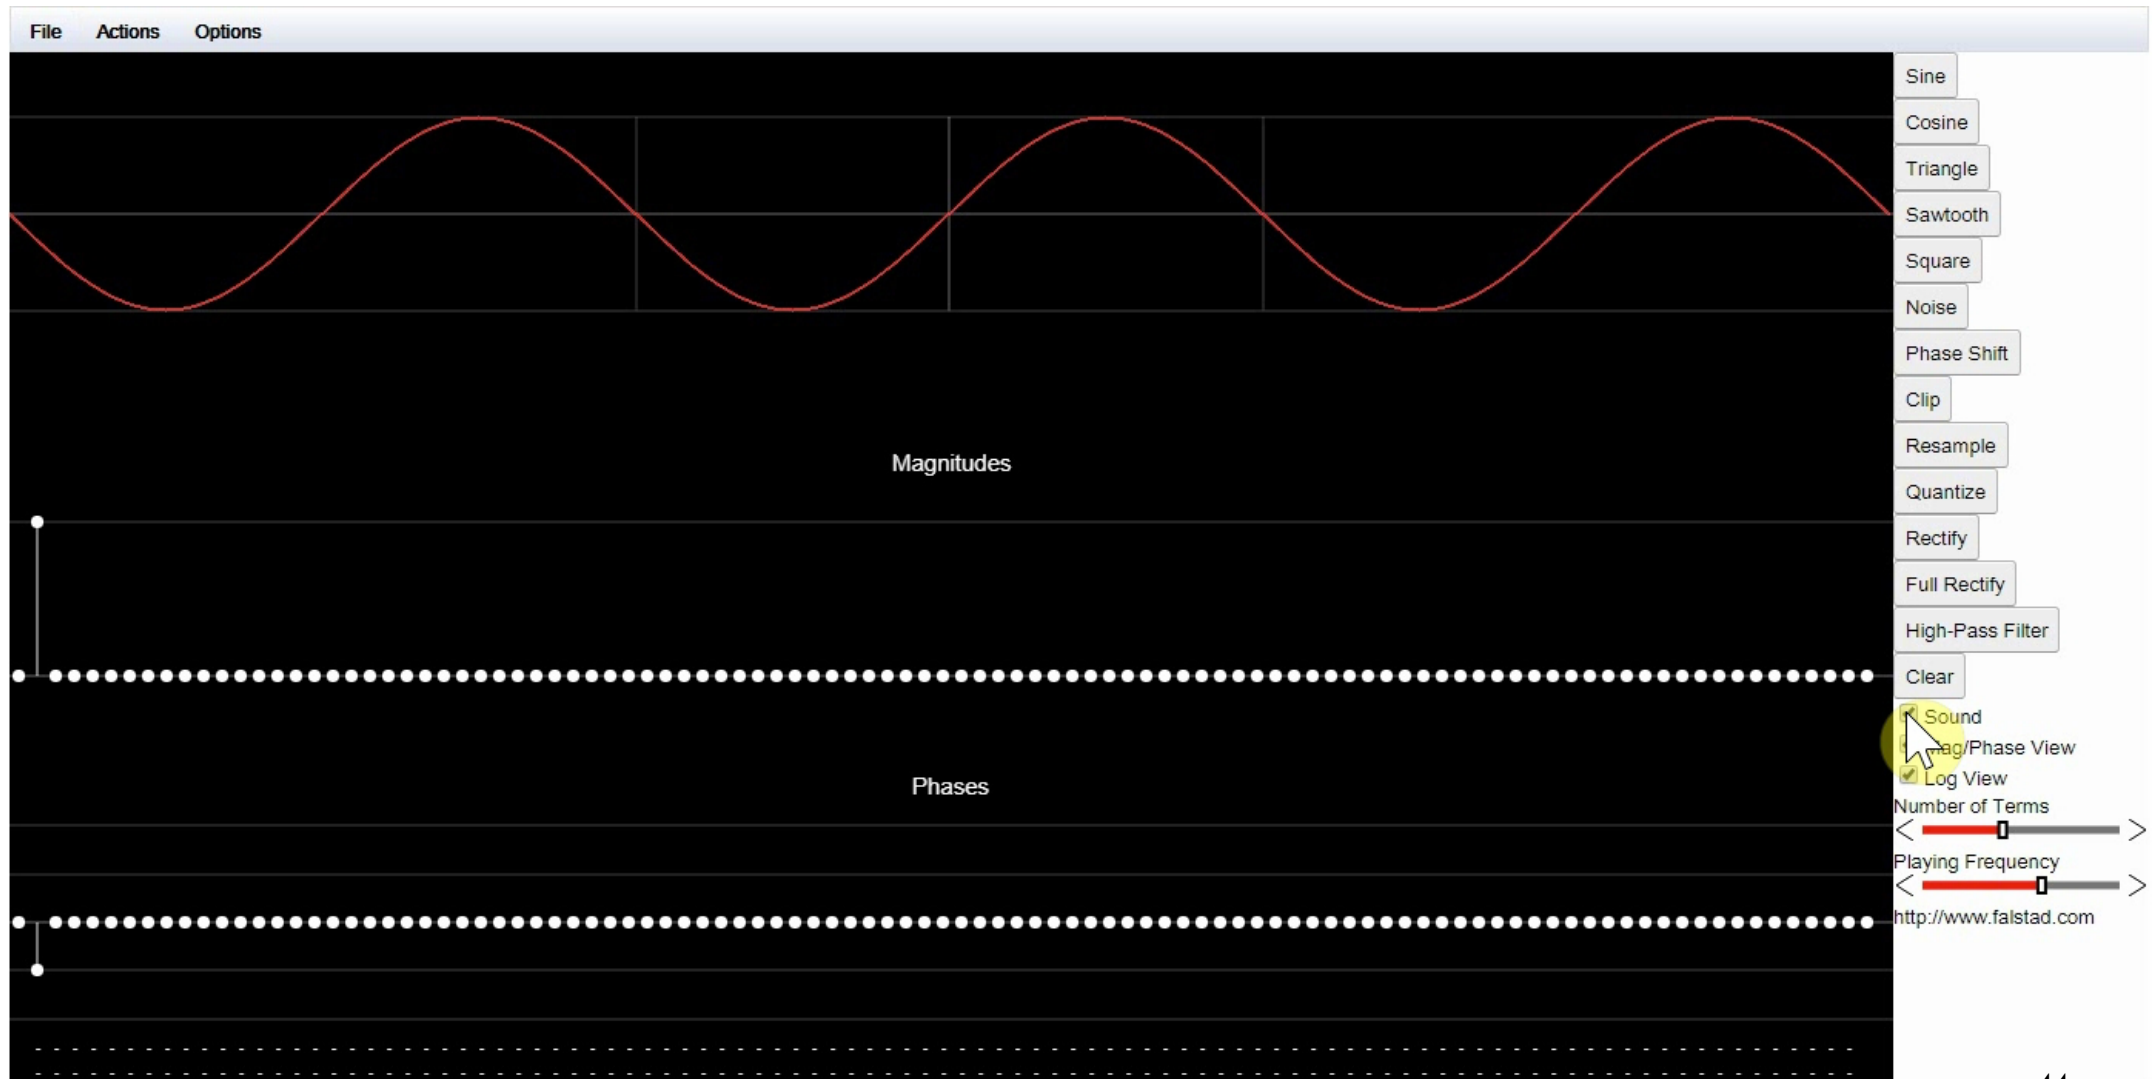 File Actions Options
Sine
Cosine
Triangle
Sawtooth
Square
Noise
Phase Shift
Clip
Magnitudes
Resample
Quantize
Rectify
Full Rectify
High-Pass Filter
Clear
Sound
Mag/Phase View
Phases
Log View
Number of Terms
Playing Frequency
http://www.falstad.com